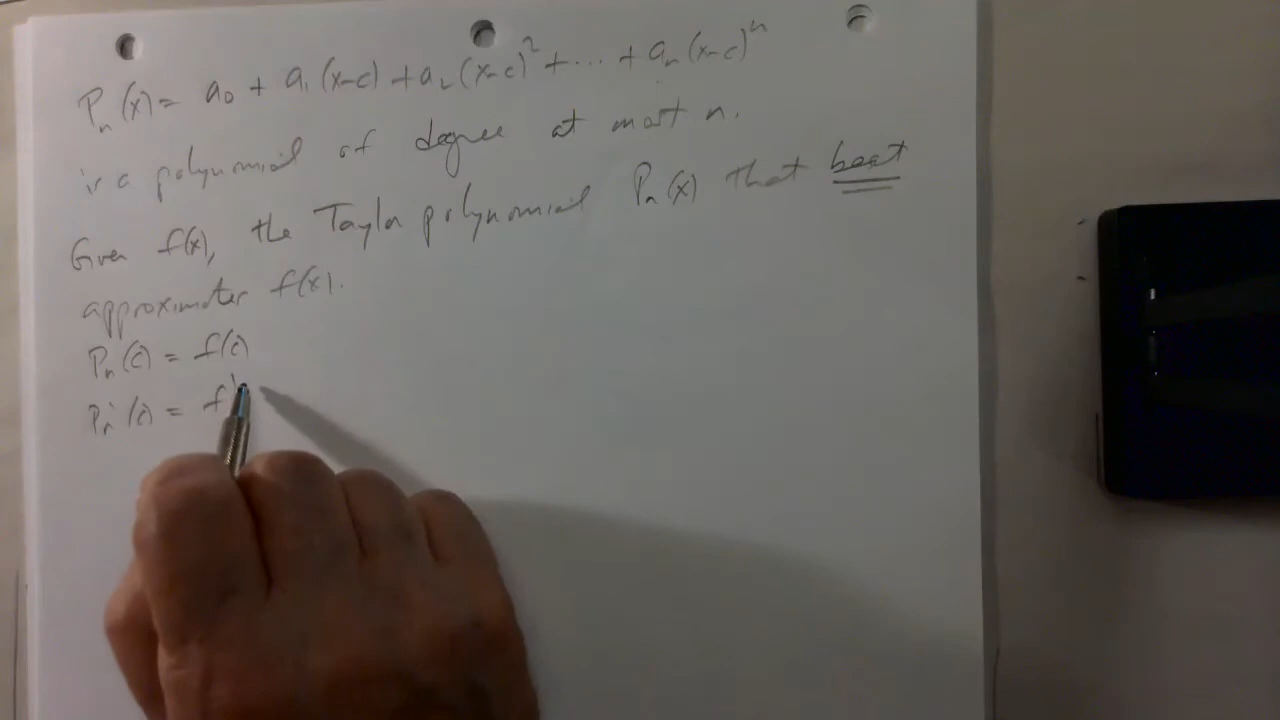 Pₙ(x) = a₀ + a₁(x-c) + a₂(x-c)² + ... + aₙ(x-c)ⁿ
is a polynomial of degree at most n.
Given f(x), the Taylor polynomial Pₙ(x) that best
approximates f(x).
Pₙ(c) = f(c)
Pₙ'(c) = f'